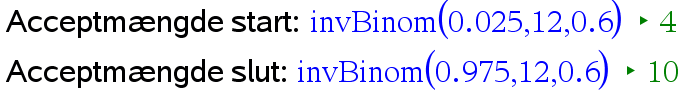 Acceptmængde start: invBinom(0.025,12,0.6) ▸ 4
Acceptmængde slut: invBinom(0.975,12,0.6) ▸ 10